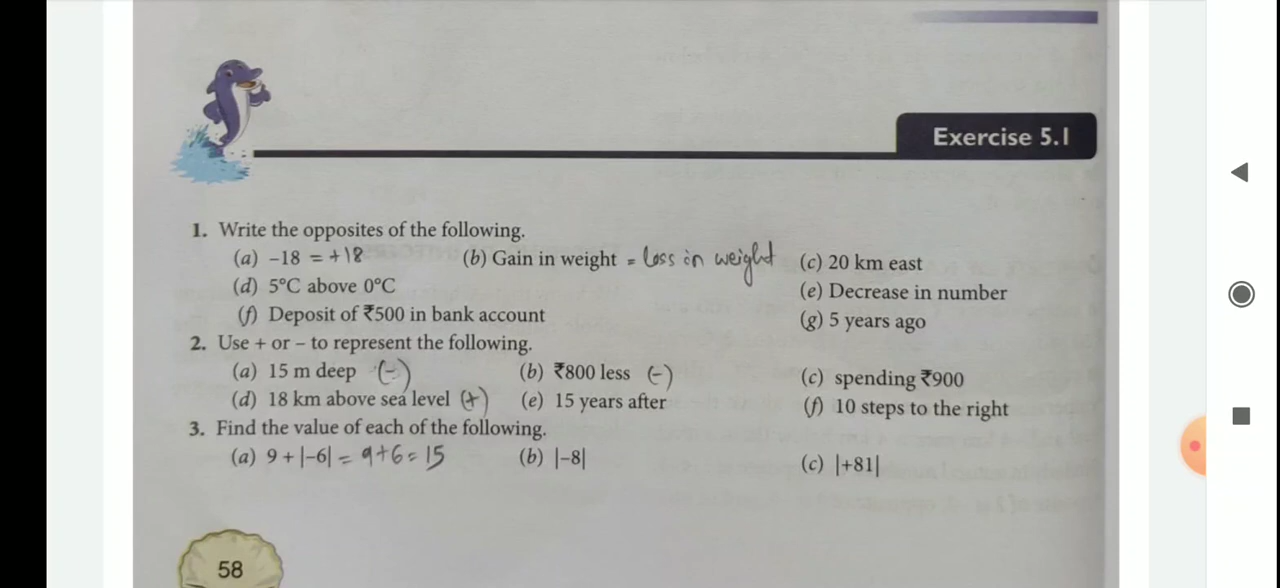 Exercise 5.1
1. Write the opposites of the following.
(a) –18 = +18 (b) Gain in weight = loss in weight (c) 20 km east
(d) 5°C above 0°C (e) Decrease in number
(f) Deposit of ₹500 in bank account (g) 5 years ago
2. Use + or – to represent the following.
(a) 15 m deep (-) (b) ₹800 less (-) (c) spending ₹900
(d) 18 km above sea level (+) (e) 15 years after (f) 10 steps to the right
3. Find the value of each of the following.
(a) 9 + |–6| = 9+6=15 (b) |–8| (c) |+81|
58